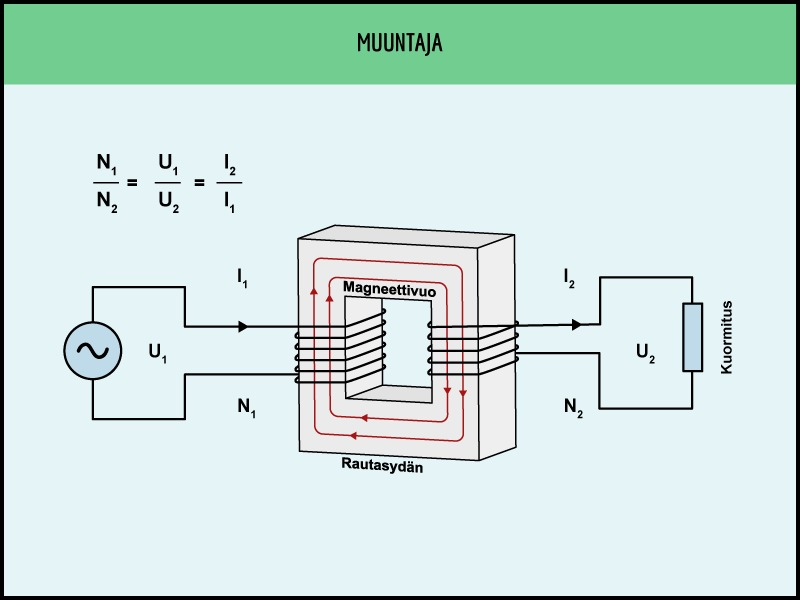 MUUNTAJA
N1 = U1 = I2
N2 U2 I1
I1
I2
Magneettivuo
U1
U2
Kuormitus
N1
N2
Rautasydän